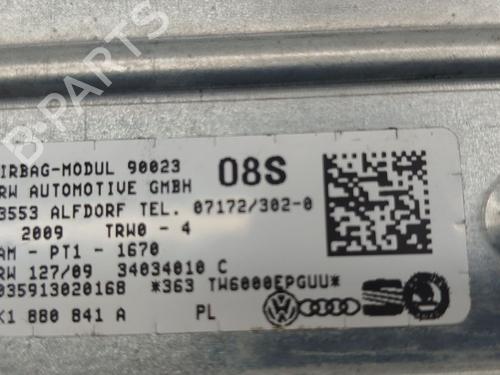 IRBAG-MODUL 90023 08S
RW AUTOMOTIVE GMBH
3553 ALFDORF TEL. 07172/302-0
2009 TRW0 - 4
AM - PT1 - 1670
RW 127/09 34034010 C
035913020168 *363 TW6000EPGUU*
K1 880 841 A PL
B-PARTS